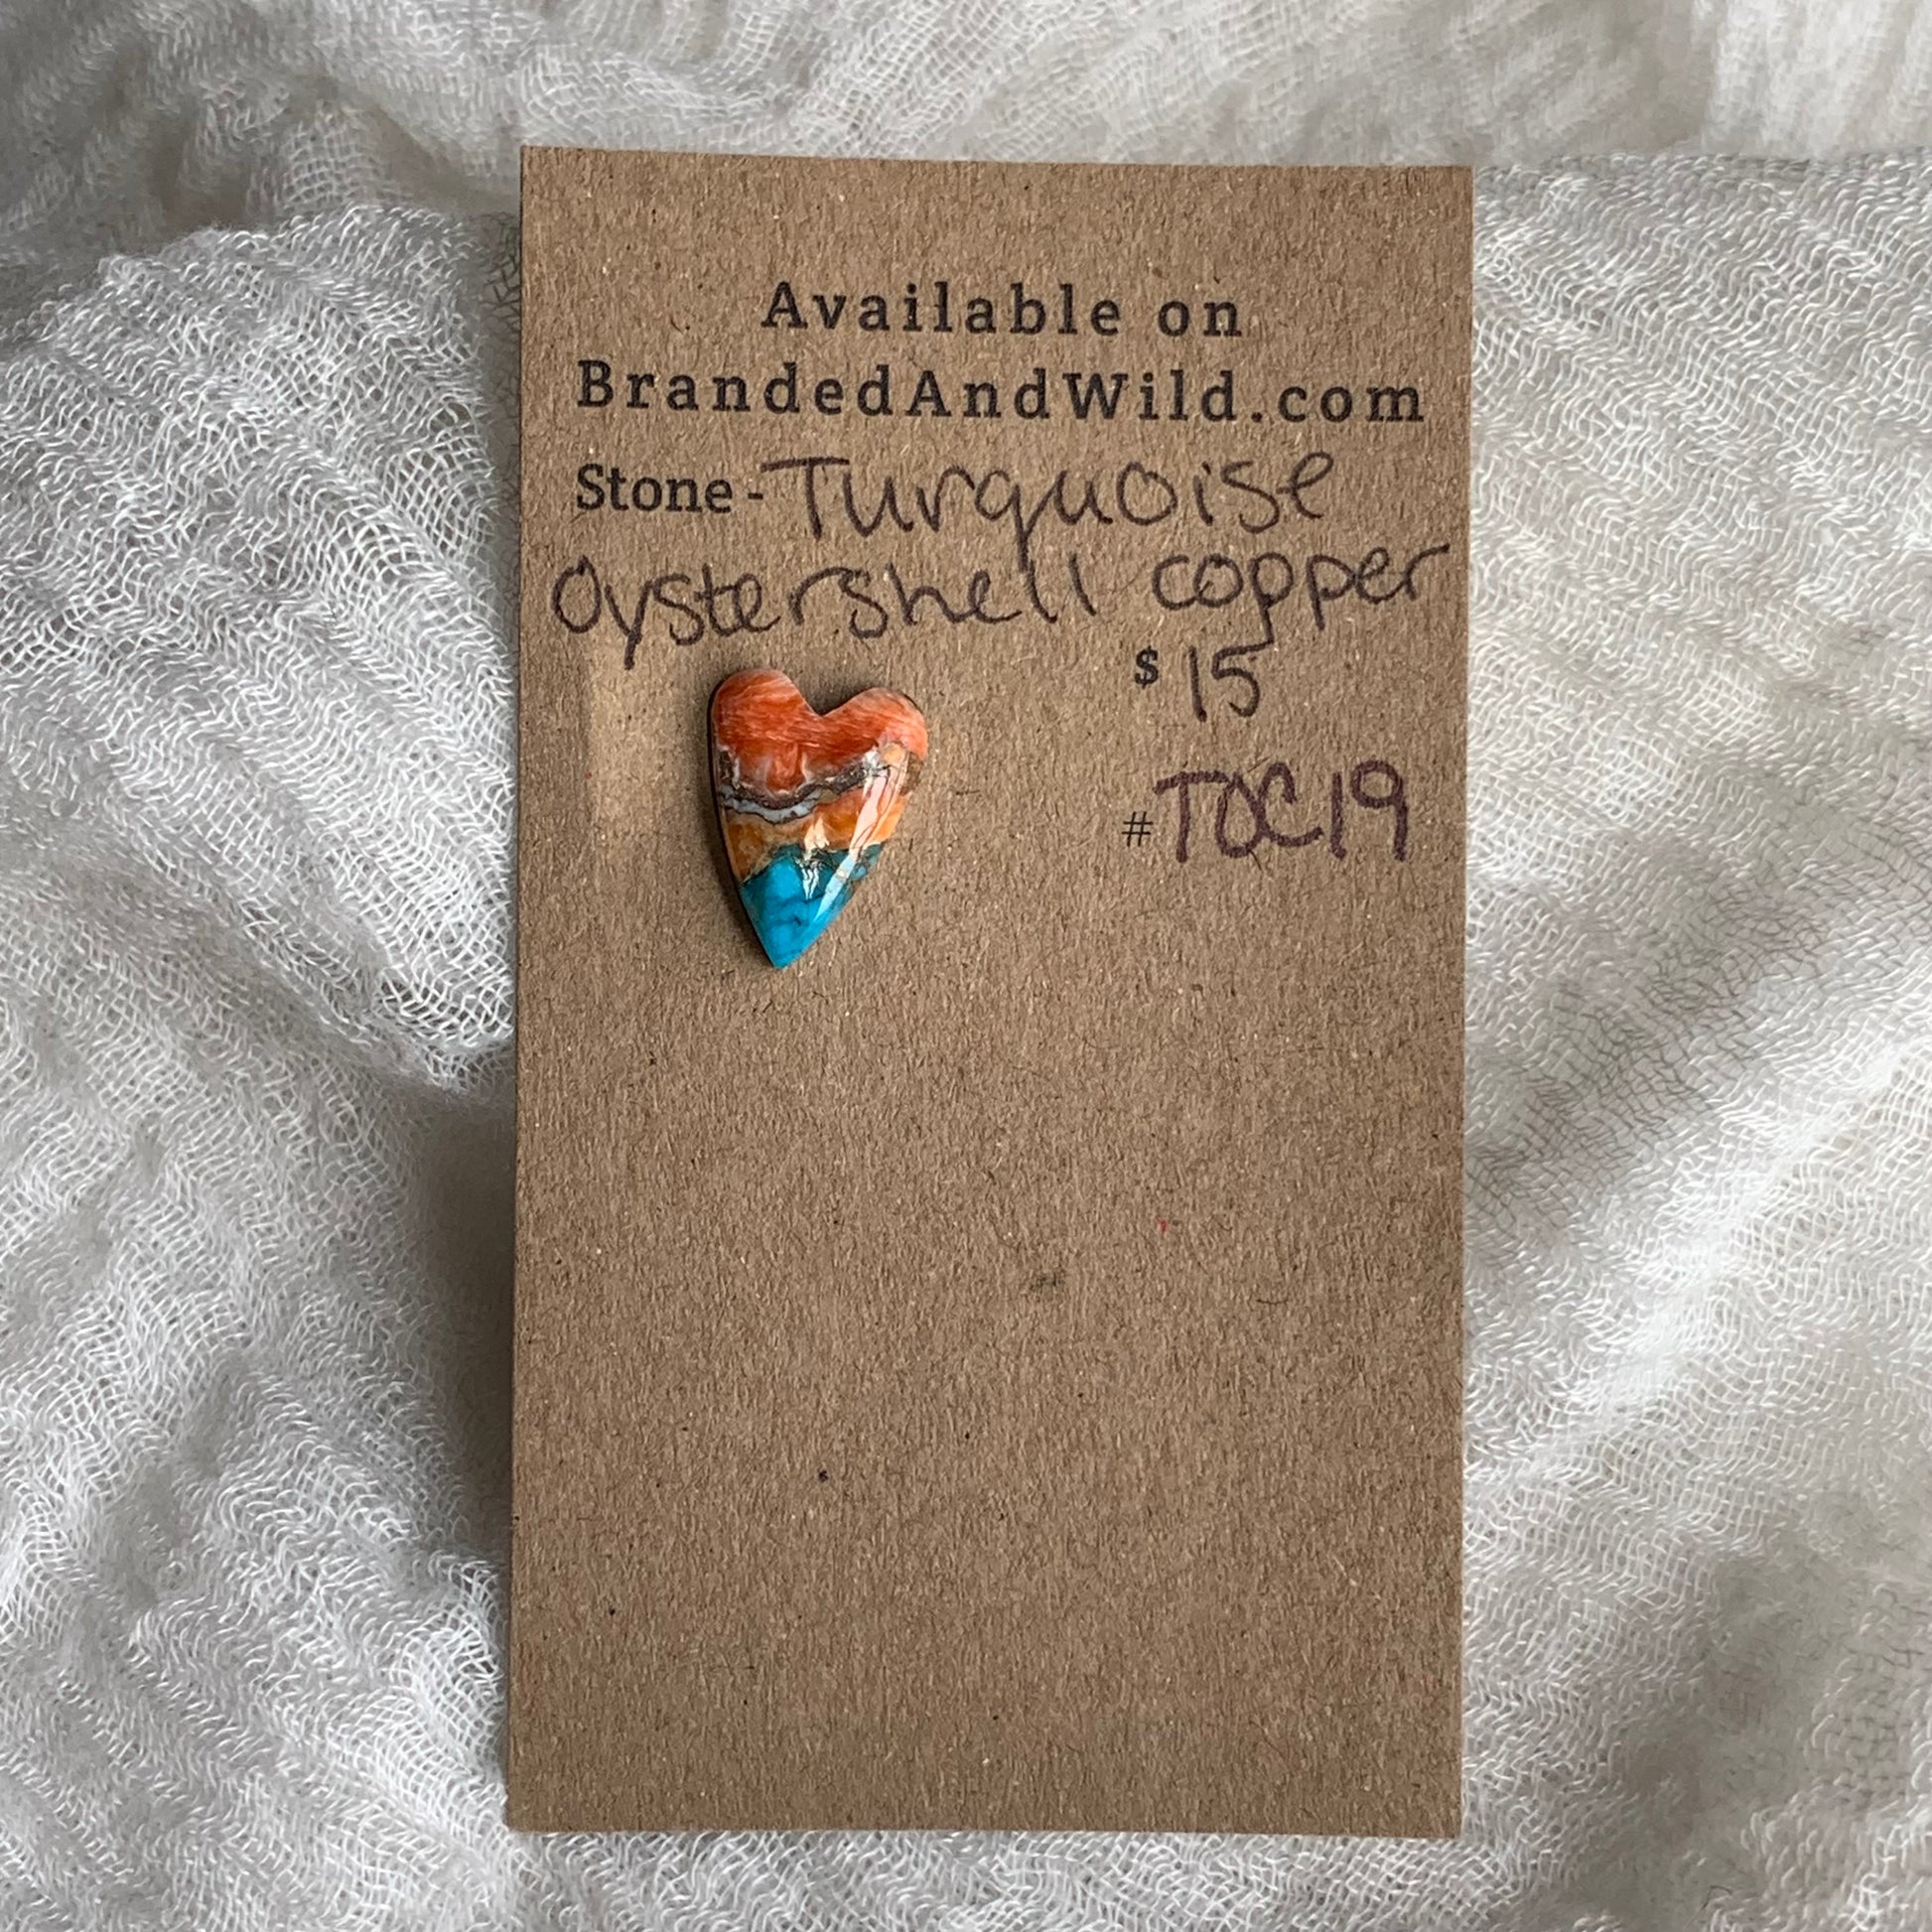 Available on
BrandedAndWild.com
Stone - Turquoise
Oystershell copper
$ 15
# TOC19